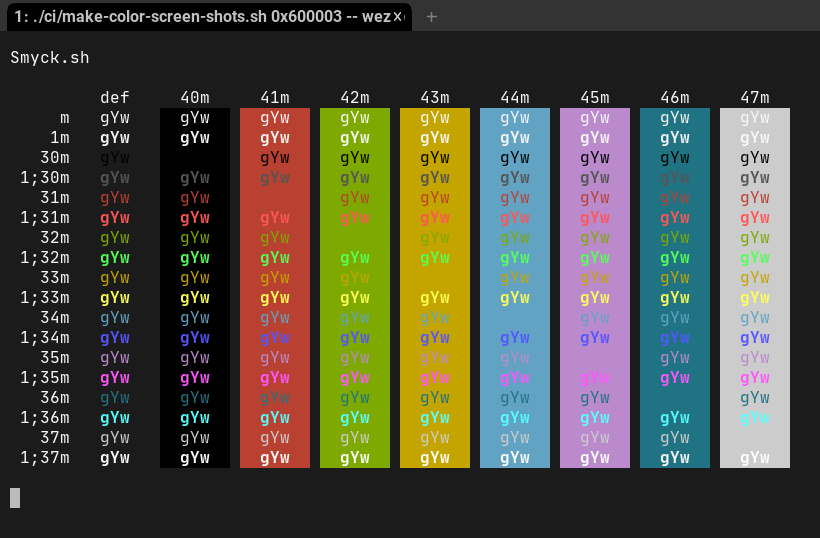 1: ./ci/make-color-screen-shots.sh 0x600003 -- wez
Smyck.sh
def 40m 41m 42m 43m 44m 45m 46m 47m
m gYw gYw gYw gYw gYw gYw gYw gYw gYw
1m gYw gYw gYw gYw gYw gYw gYw gYw gYw
30m gYw gYw gYw gYw gYw gYw gYw gYw
1;30m gYw gYw gYw gYw gYw gYw gYw gYw gYw
31m gYw gYw gYw gYw gYw gYw gYw gYw
1;31m gYw gYw gYw gYw gYw gYw gYw gYw gYw
32m gYw gYw gYw gYw gYw gYw gYw gYw
1;32m gYw gYw gYw gYw gYw gYw gYw gYw gYw
33m gYw gYw gYw gYw gYw gYw gYw gYw
1;33m gYw gYw gYw gYw gYw gYw gYw gYw gYw
34m gYw gYw gYw gYw gYw gYw gYw gYw
1;34m gYw gYw gYw gYw gYw gYw gYw gYw gYw
35m gYw gYw gYw gYw gYw gYw gYw gYw
1;35m gYw gYw gYw gYw gYw gYw gYw gYw gYw
36m gYw gYw gYw gYw gYw gYw gYw gYw
1;36m gYw gYw gYw gYw gYw gYw gYw gYw gYw
37m gYw gYw gYw gYw gYw gYw gYw gYw
1;37m gYw gYw gYw gYw gYw gYw gYw gYw gYw